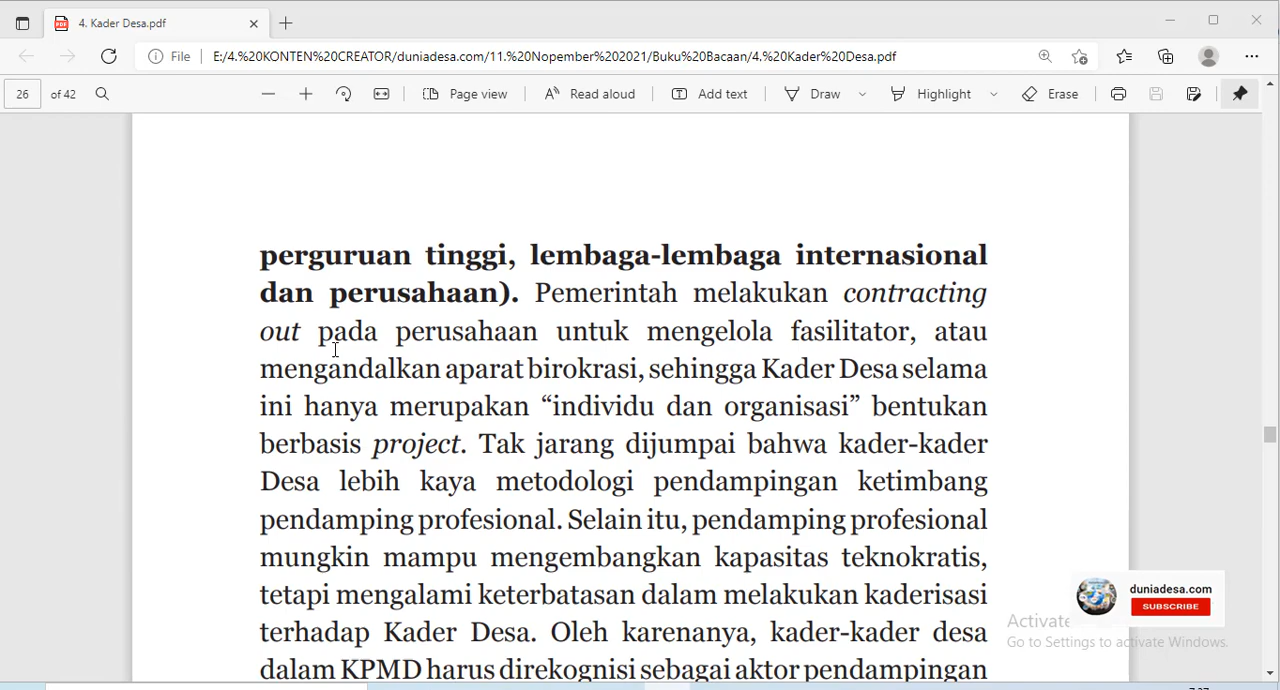 4. Kader Desa.pdf
File
E:/4.%20KONTEN%20CREATOR/duniadesa.com/11.%20Nopember%202021/Buku%20Bacaan/4.%20Kader%20Desa.pdf
26 of 42
Page view
Read aloud
Add text
Draw
Highlight
Erase
perguruan tinggi, lembaga-lembaga internasional
dan perusahaan). Pemerintah melakukan contracting
out pada perusahaan untuk mengelola fasilitator, atau
mengandalkan aparat birokrasi, sehingga Kader Desa selama
ini hanya merupakan “individu dan organisasi” bentukan
berbasis project. Tak jarang dijumpai bahwa kader-kader
Desa lebih kaya metodologi pendampingan ketimbang
pendamping profesional. Selain itu, pendamping profesional
mungkin mampu mengembangkan kapasitas teknokratis,
tetapi mengalami keterbatasan dalam melakukan kaderisasi
terhadap Kader Desa. Oleh karenanya, kader-kader desa
dalam KPMD harus direkognisi sebagai aktor pendampingan
duniadesa.com
SUBSCRIBE
Activate
Go to Settings to activate Windows.